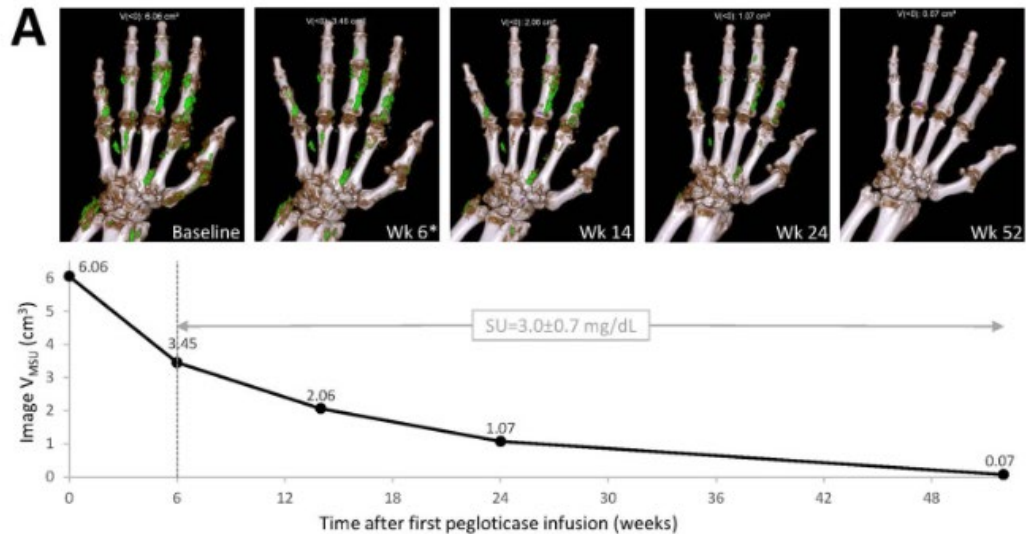 A
V(<0): 6.06 cm³
V(<0): 3.45 cm³
V(<0): 2.06 cm³
V(<0): 1.07 cm³
V(<0): 0.07 cm³
Baseline
Wk 6*
Wk 14
Wk 24
Wk 52
Image VMSU (cm³)
6
5
4
3
2
1
0
6.06
3.45
2.06
1.07
0.07
SU=3.0±0.7 mg/dL
0 6 12 18 24 30 36 42 48
Time after first pegloticase infusion (weeks)